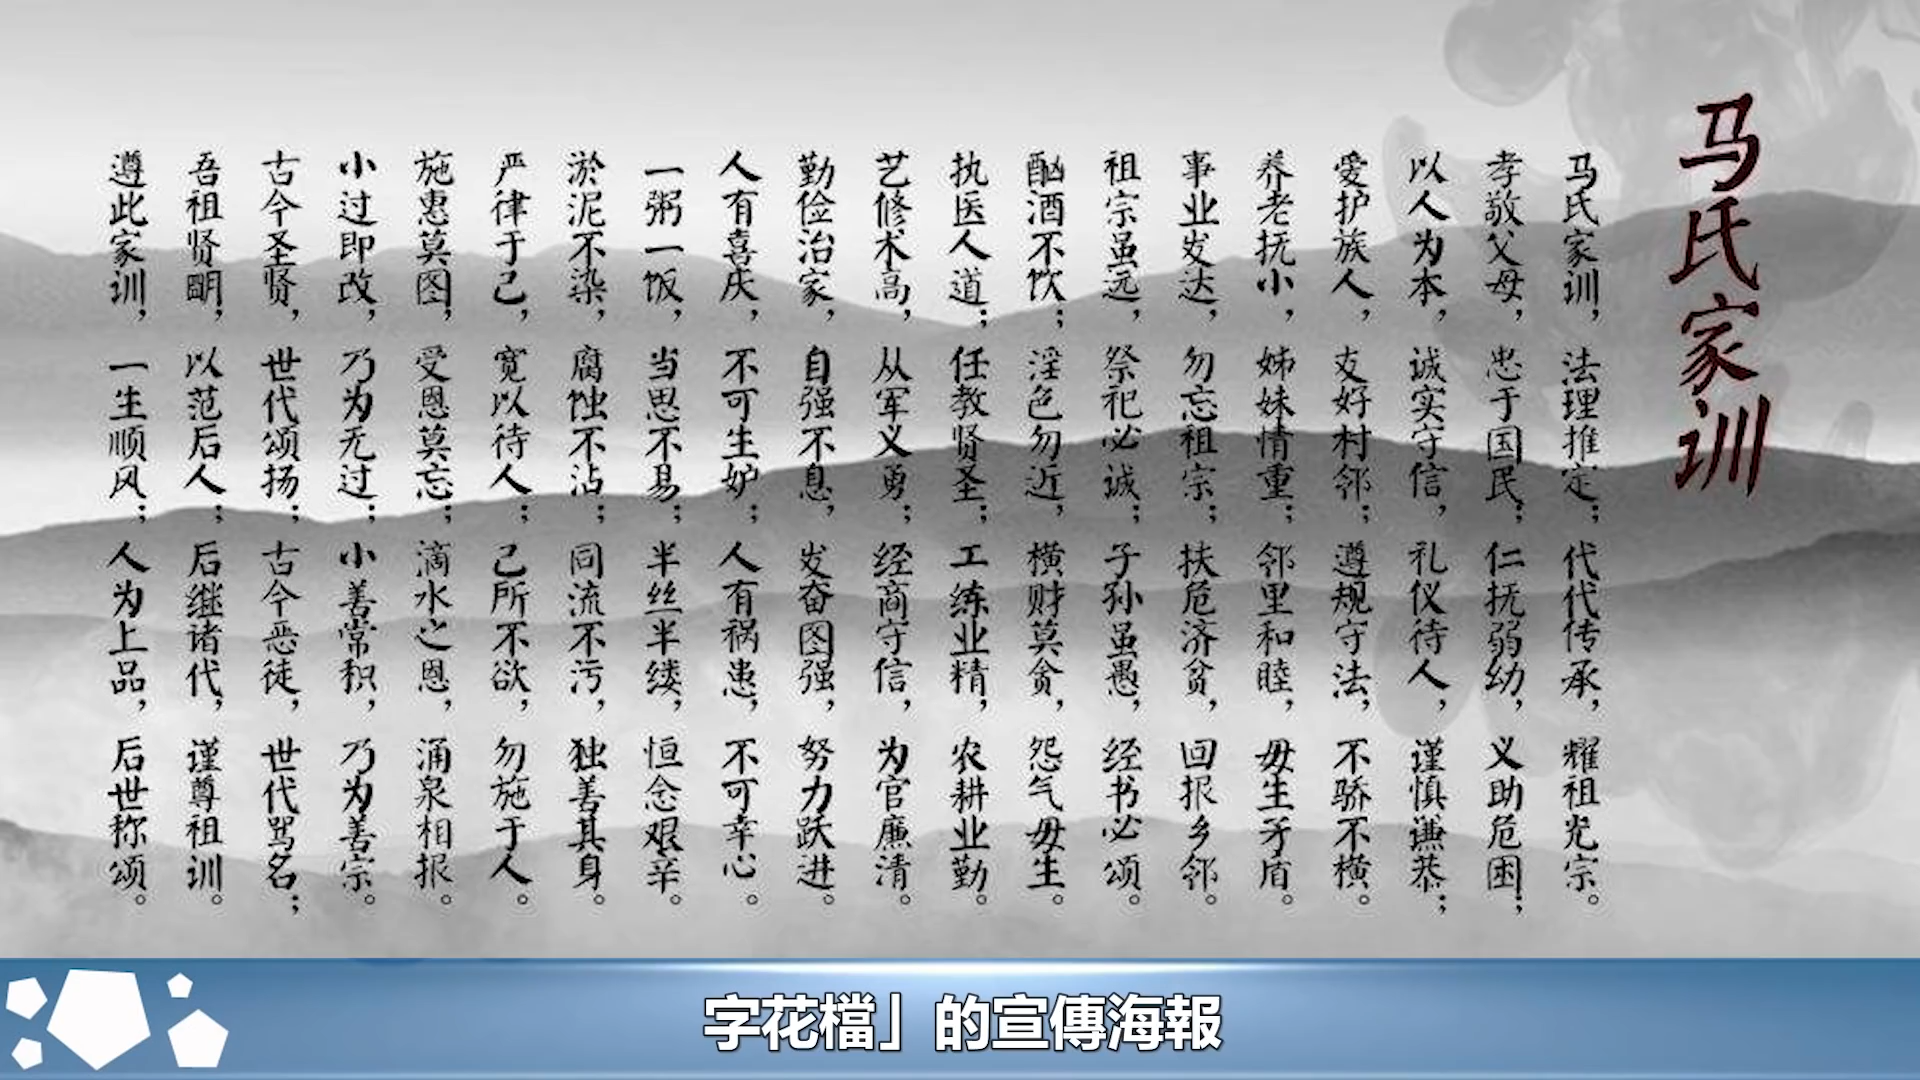 马氏家训
马氏家训，法理推定；代代传承，耀祖光宗。
孝敬父母，忠于国民；仁抚弱幼，义助危困；
以人为本，诚实守信，礼仪待人，谨慎谦恭；
爱护族人，友好村邻；遵规守法，不骄不横。
养老抚小，姊妹情重；邻里和睦，毋生矛盾。
事业发达，勿忘祖宗；扶危济贫，回报乡邻。
祖宗虽远，祭祀必诚；子孙虽愚，经书必颂。
酗酒不饮；淫色勿近，横财莫贪，怨气毋生。
执医人道；任教贤圣；工练业精，农耕业勤。
艺修术高，从军义勇；经商守信，为官廉清。
勤俭治家，自强不息，发奋图强，努力跃进。
人有喜庆，不可生妒；人有祸患，不可幸心。
一粥一饭，当思不易；半丝半缕，恒念艰辛。
淤泥不染，腐蚀不沾；同流不污，独善其身。
严律于己，宽以待人；己所不欲，勿施于人。
施惠莫图，受恩莫忘；滴水之恩，涌泉相报。
小过即改，乃为无过；小善常积，乃为善宗。
古今圣贤，世代颂扬；古今恶徒，世代骂名；
吾祖贤明，以范后人；后继诸代，谨尊祖训。
遵此家训，一生顺风；人为上品，后世称颂。
字花檔」的宣傳海報